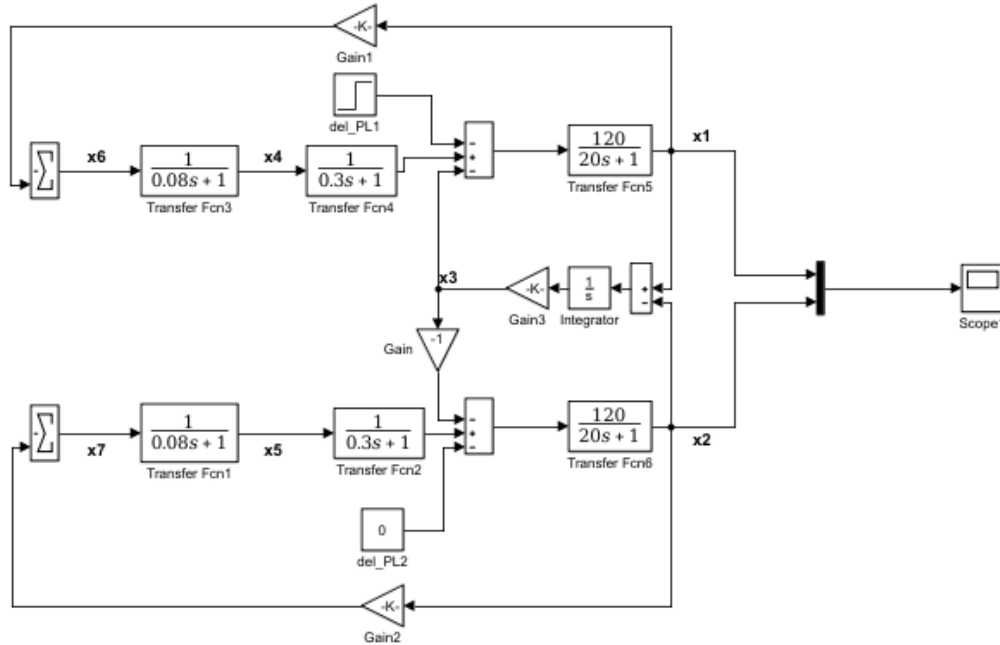 -K-
Gain1
del_PL1
x6
1
0.08s + 1
Transfer Fcn3
x4
1
0.3s + 1
Transfer Fcn4
-
+
-
120
20s + 1
Transfer Fcn5
x1
-Σ
x3
-K-
Gain3
1
s
Integrator
+
-
Scope
-1
Gain
-Σ
x7
1
0.08s + 1
Transfer Fcn1
x5
1
0.3s + 1
Transfer Fcn2
-
+
-
120
20s + 1
Transfer Fcn6
x2
0
del_PL2
-K-
Gain2